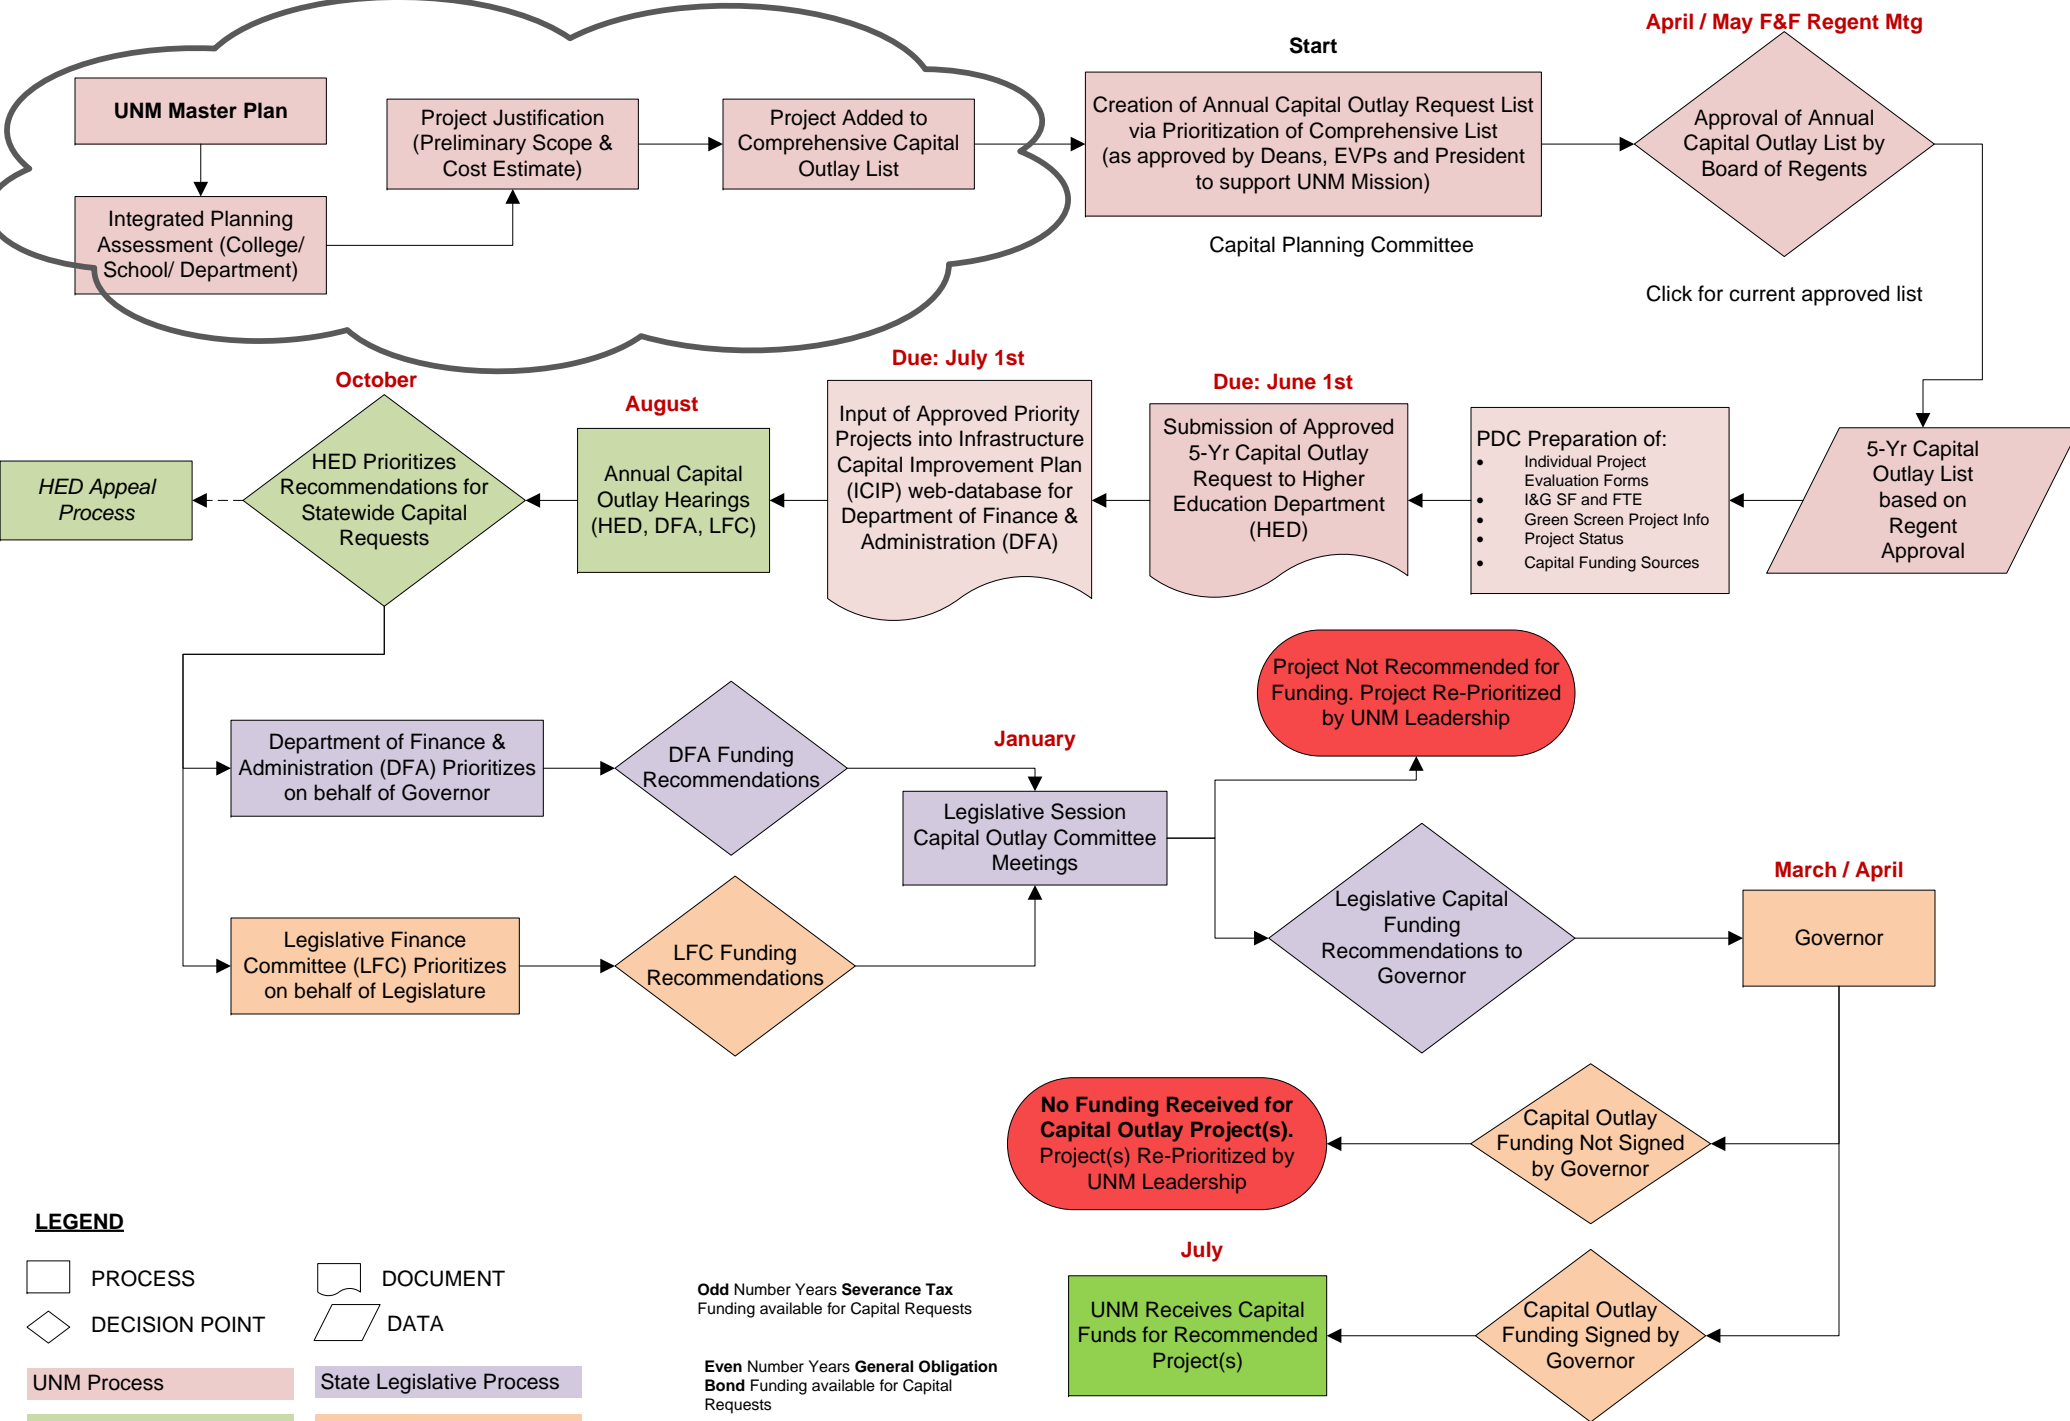 UNM Master Plan
Integrated Planning
Assessment (College/
School/ Department)
Project Justification
(Preliminary Scope &
Cost Estimate)
Project Added to
Comprehensive Capital
Outlay List
Start
Creation of Annual Capital Outlay Request List
via Prioritization of Comprehensive List
(as approved by Deans, EVPs and President
to support UNM Mission)
Capital Planning Committee
April / May F&F Regent Mtg
Approval of Annual
Capital Outlay List by
Board of Regents
Click for current approved list
5-Yr Capital
Outlay List
based on
Regent
Approval
PDC Preparation of:
• Individual Project
Evaluation Forms
• I&G SF and FTE
• Green Screen Project Info
• Project Status
• Capital Funding Sources
Due: June 1st
Submission of Approved
5-Yr Capital Outlay
Request to Higher
Education Department
(HED)
Due: July 1st
Input of Approved Priority
Projects into Infrastructure
Capital Improvement Plan
(ICIP) web-database for
Department of Finance &
Administration (DFA)
August
Annual Capital
Outlay Hearings
(HED, DFA, LFC)
October
HED Prioritizes
Recommendations for
Statewide Capital
Requests
HED Appeal
Process
Department of Finance &
Administration (DFA) Prioritizes
on behalf of Governor
DFA Funding
Recommendations
Legislative Finance
Committee (LFC) Prioritizes
on behalf of Legislature
LFC Funding
Recommendations
January
Legislative Session
Capital Outlay Committee
Meetings
Project Not Recommended for
Funding. Project Re-Prioritized
by UNM Leadership
Legislative Capital
Funding
Recommendations to
Governor
March / April
Governor
Capital Outlay
Funding Not Signed
by Governor
No Funding Received for
Capital Outlay Project(s).
Project(s) Re-Prioritized by
UNM Leadership
Capital Outlay
Funding Signed by
Governor
July
UNM Receives Capital
Funds for Recommended
Project(s)
LEGEND
PROCESS
DOCUMENT
DECISION POINT
DATA
UNM Process
State Legislative Process
Odd Number Years Severance Tax
Funding available for Capital Requests
Even Number Years General Obligation
Bond Funding available for Capital
Requests